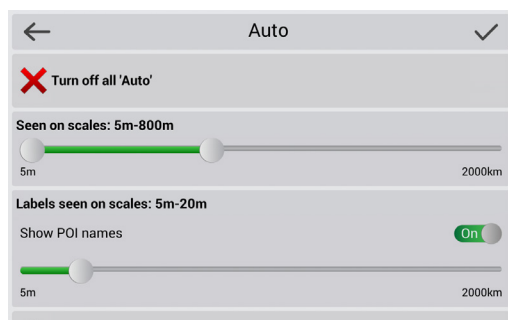 Auto
Turn off all 'Auto'
Seen on scales: 5m-800m
5m 2000km
Labels seen on scales: 5m-20m
Show POI names On
5m 2000km